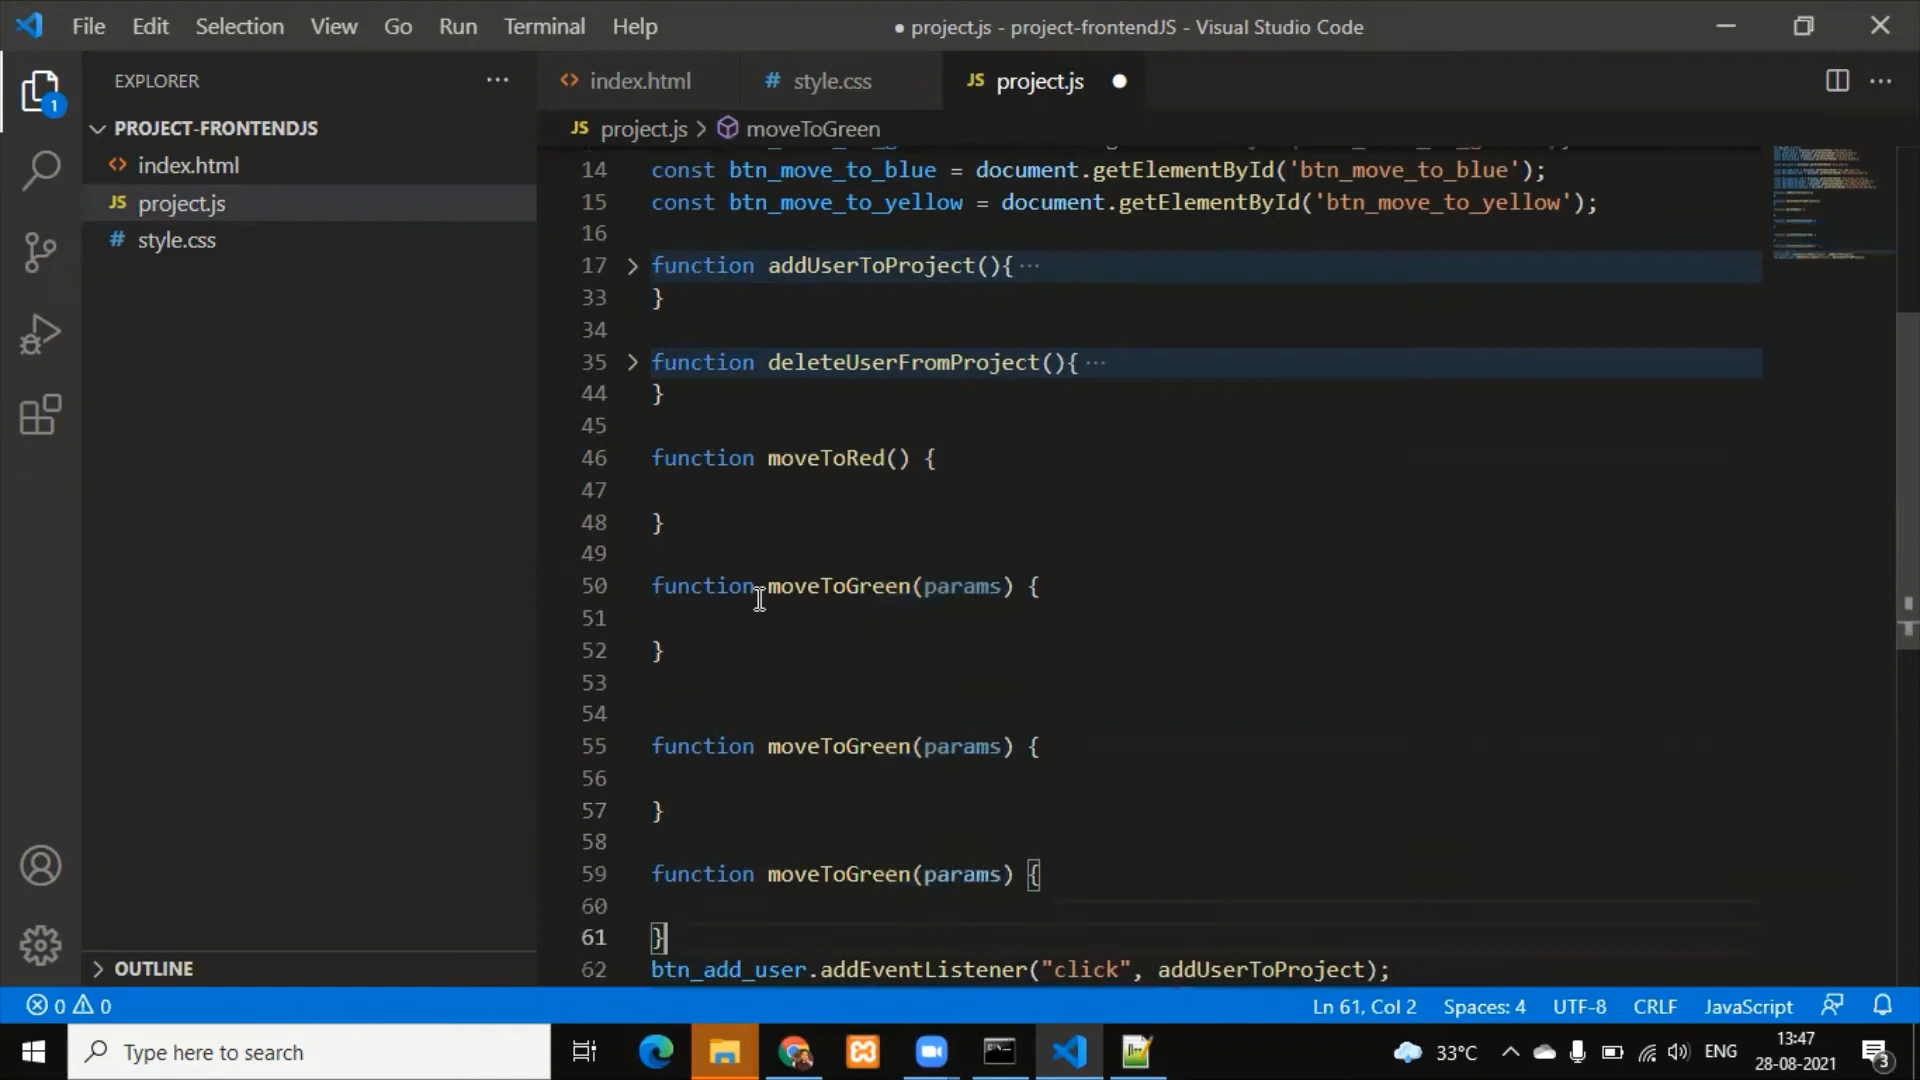 File Edit Selection View Go Run Terminal Help ● project.js - project-frontendJS - Visual Studio Code
EXPLORER ···
PROJECT-FRONTENDJS
<> index.html
JS project.js
# style.css
OUTLINE
1
<> index.html # style.css JS project.js ● ···
JS project.js > moveToGreen
14 const btn_move_to_blue = document.getElementById('btn_move_to_blue');
15 const btn_move_to_yellow = document.getElementById('btn_move_to_yellow');
16
17 > function addUserToProject(){ ···
33 }
34
35 > function deleteUserFromProject(){ ···
44 }
45
46 function moveToRed() {
47
48 }
49
50 function moveToGreen(params) {
51
52 }
53
54
55 function moveToGreen(params) {
56
57 }
58
59 function moveToGreen(params) {
60
61 }
62 btn_add_user.addEventListener("click", addUserToProject);
0 0 Ln 61, Col 2 Spaces: 4 UTF-8 CRLF JavaScript
Type here to search 33°C ENG 13:47
28-08-2021 3